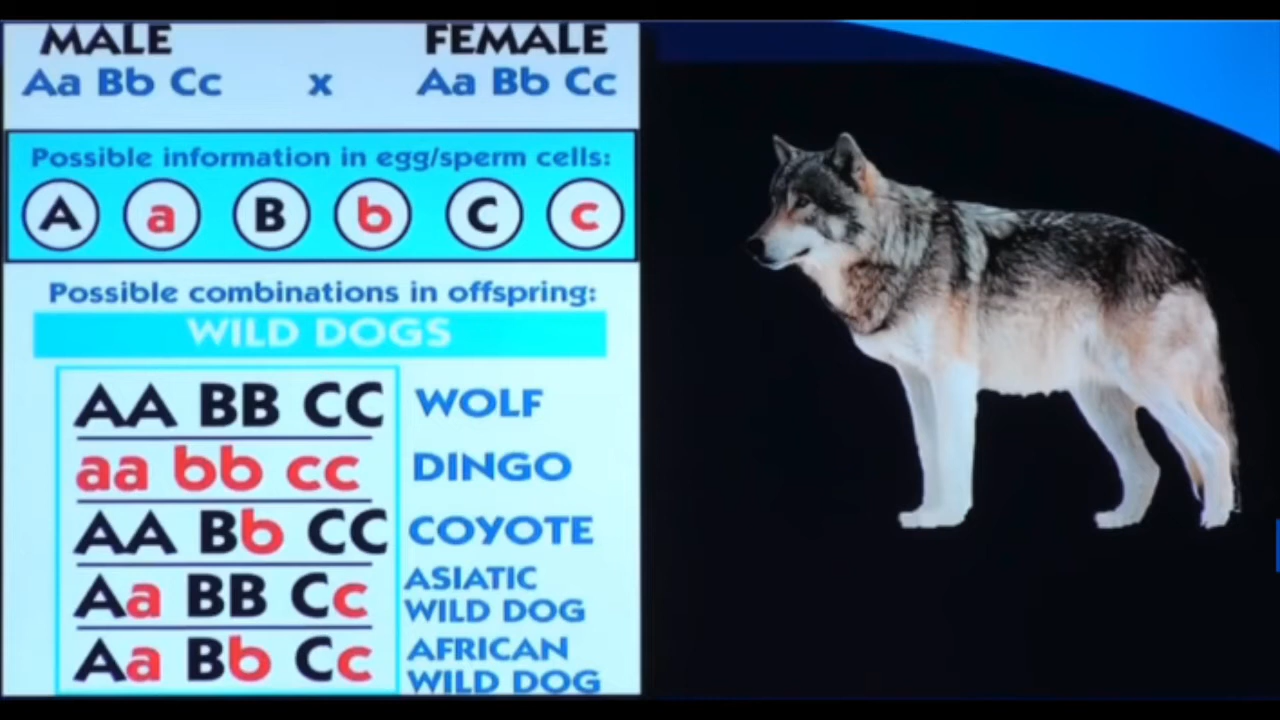 MALE FEMALE
Aa Bb Cc x Aa Bb Cc
Possible information in egg/sperm cells:
A a B b C c
Possible combinations in offspring:
WILD DOGS
AA BB CC WOLF
aa bb cc DINGO
AA Bb CC COYOTE
Aa BB Cc ASIATIC
WILD DOG
Aa Bb Cc AFRICAN
WILD DOG